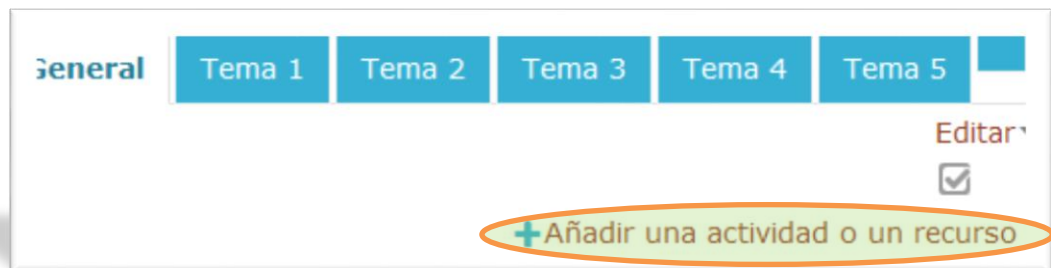 General Tema 1 Tema 2 Tema 3 Tema 4 Tema 5
Editar
+Añadir una actividad o un recurso